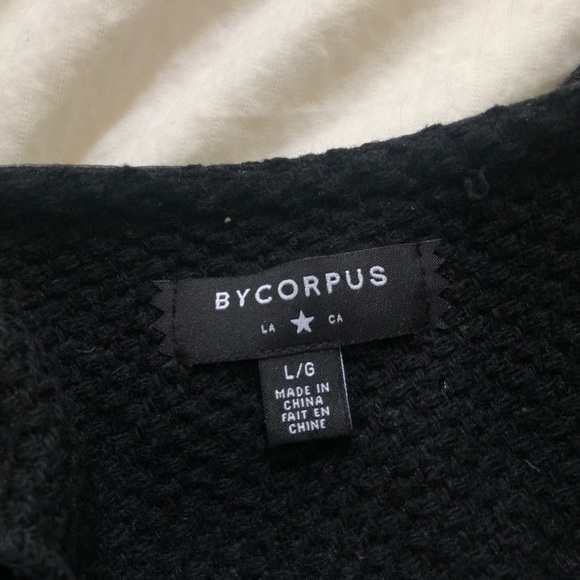 BYCORPUS
LA ★ CA
L/G
MADE IN
CHINA
FAIT EN
CHINE